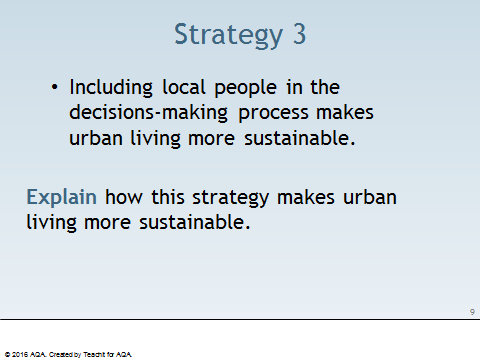 Strategy 3
• Including local people in the
decisions-making process makes
urban living more sustainable.
Explain how this strategy makes urban
living more sustainable.
9
© 2016 AQA. Created by Teachit for AQA.